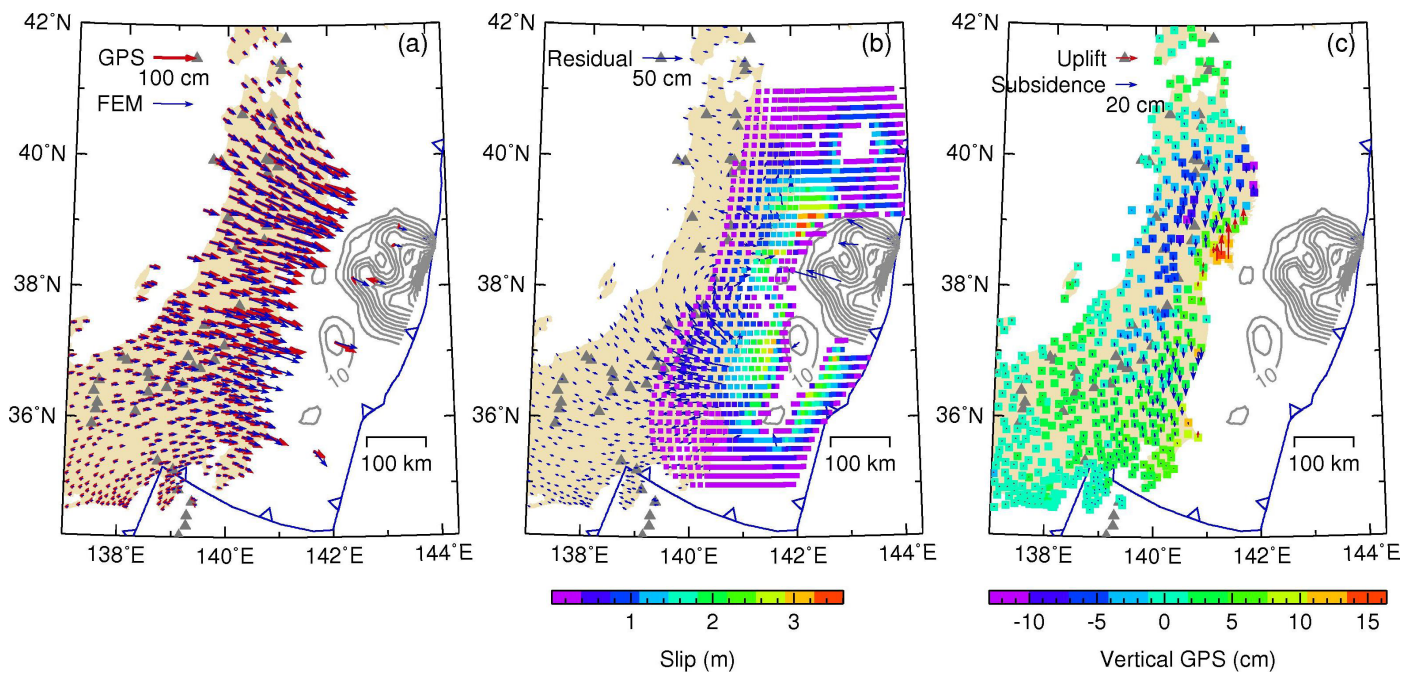 42˚N
40˚N
38˚N
36˚N
138˚E
140˚E
142˚E
144˚E
(a)
GPS
100 cm
FEM
10
100 km
42˚N
40˚N
38˚N
36˚N
138˚E
140˚E
142˚E
144˚E
(b)
Residual
50 cm
10
100 km
1 2 3
Slip (m)
42˚N
40˚N
38˚N
36˚N
138˚E
140˚E
142˚E
144˚E
(c)
Uplift
Subsidence
20 cm
10
100 km
-10 -5 0 5 10 15
Vertical GPS (cm)